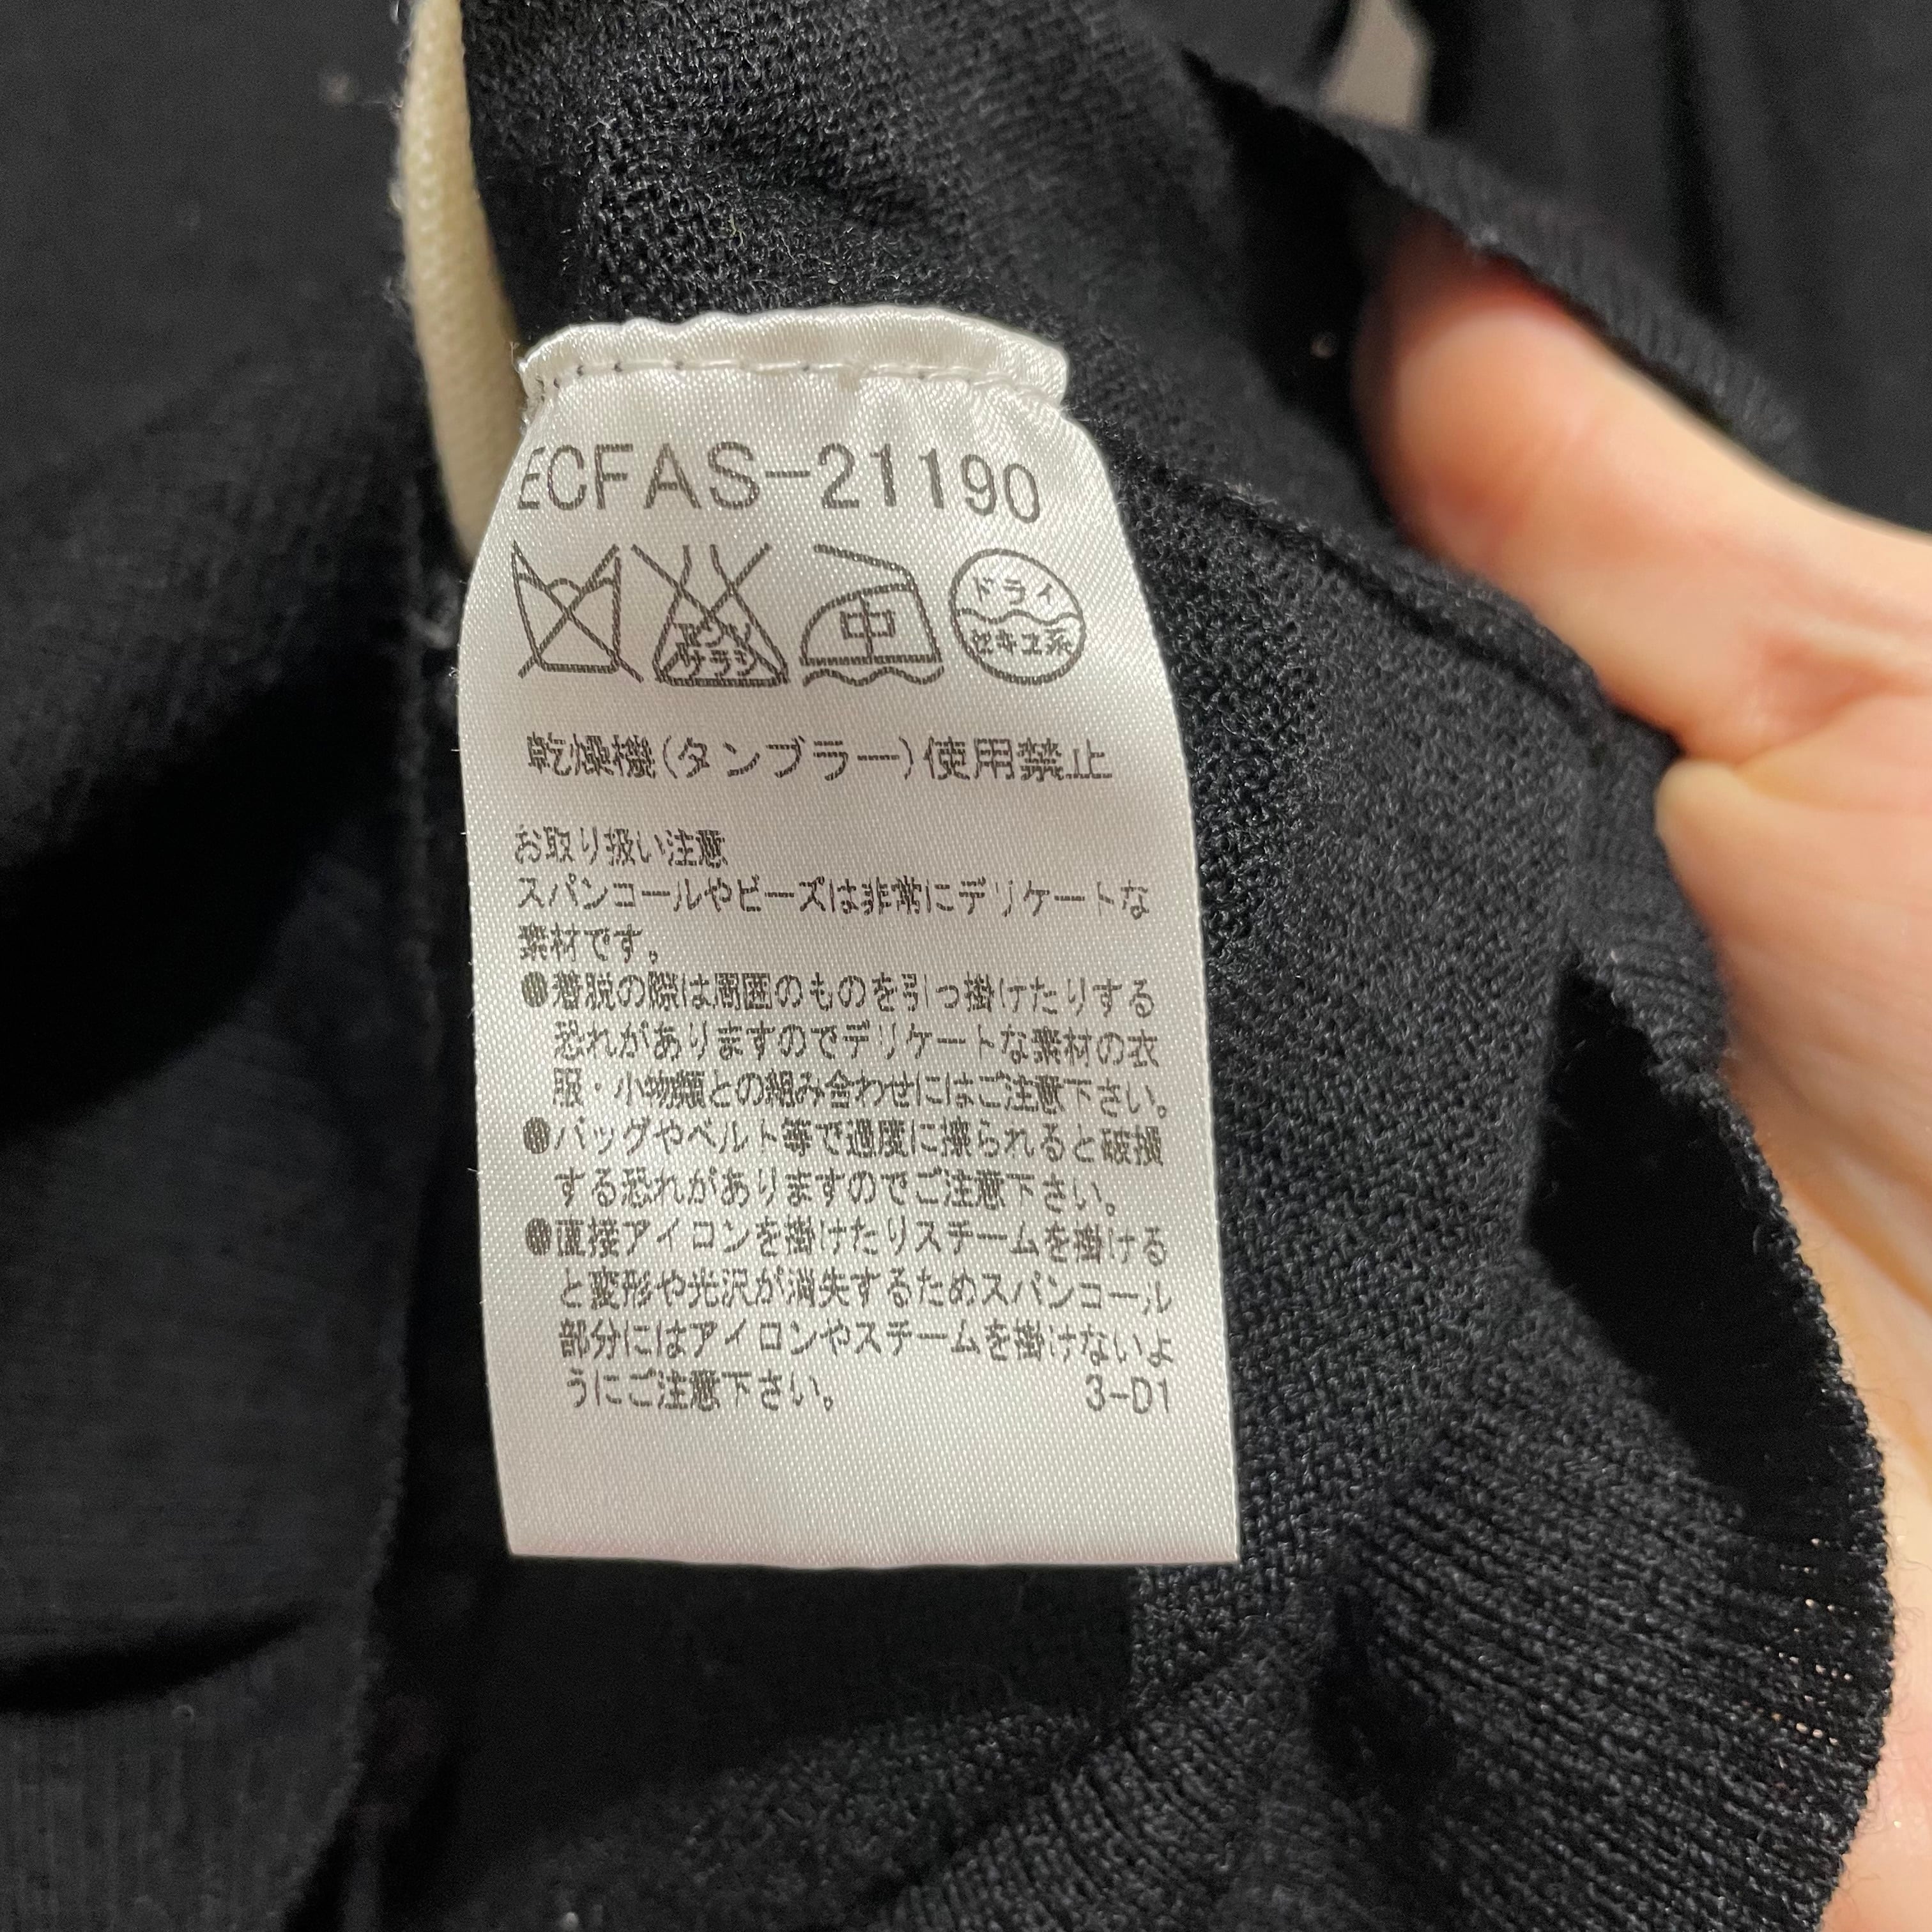 ECFAS-21190
エンソ
サラシ
中
ドライ
セキユ系
乾燥機(タンブラー)使用禁止
お取り扱い注意
スパンコールやビーズは非常にデリケートな
素材です。
●着脱の際は周囲のものを引っ掛けたりする
恐れがありますのでデリケートな素材の衣
服・小物類との組み合わせにはご注意下さい。
●バッグやベルト等で過度に擦られると破損
する恐れがありますのでご注意下さい。
●直接アイロンを掛けたりスチームを掛ける
と変形や光沢が消失するためスパンコール
部分にはアイロンやスチームを掛けないよ
うにご注意下さい。 3-D1